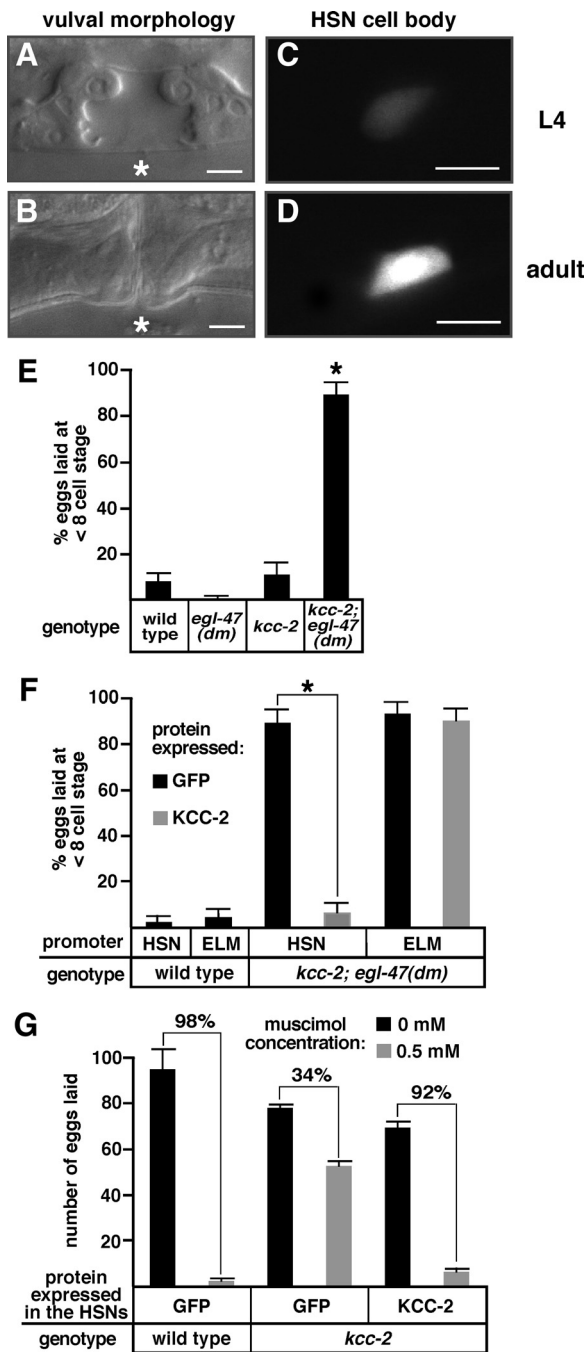 vulval morphology
HSN cell body
A
*
C
L4
B
*
D
adult
E
% eggs laid at
< 8 cell stage
100
80
60
40
20
*
genotype
wild
type
egl-47
(dm)
kcc-2
kcc-2;
egl-47
(dm)
F
% eggs laid at
< 8 cell stage
100
80
60
40
20
protein
expressed:
GFP
KCC-2
*
promoter
HSN
ELM
HSN
ELM
genotype
wild type
kcc-2; egl-47(dm)
G
number of eggs laid
100
80
60
40
20
muscimol
concentration:
0 mM
0.5 mM
98%
34%
92%
protein
expressed
in the HSNs
GFP
GFP
KCC-2
genotype
wild type
kcc-2